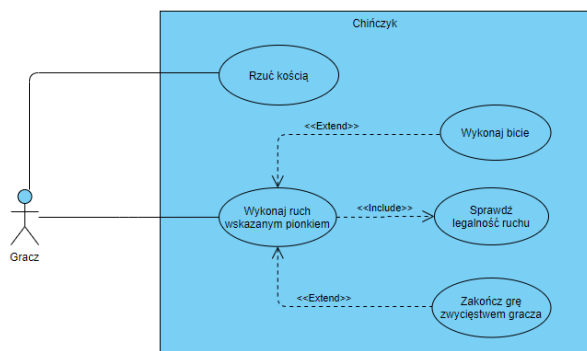 Chińczyk
Rzuć kością
<<Extend>>
Wykonaj bicie
Wykonaj ruch
wskazanym pionkiem
<<Include>>
Sprawdź
legalność ruchu
Gracz
<<Extend>>
Zakończ grę
zwycięstwem gracza